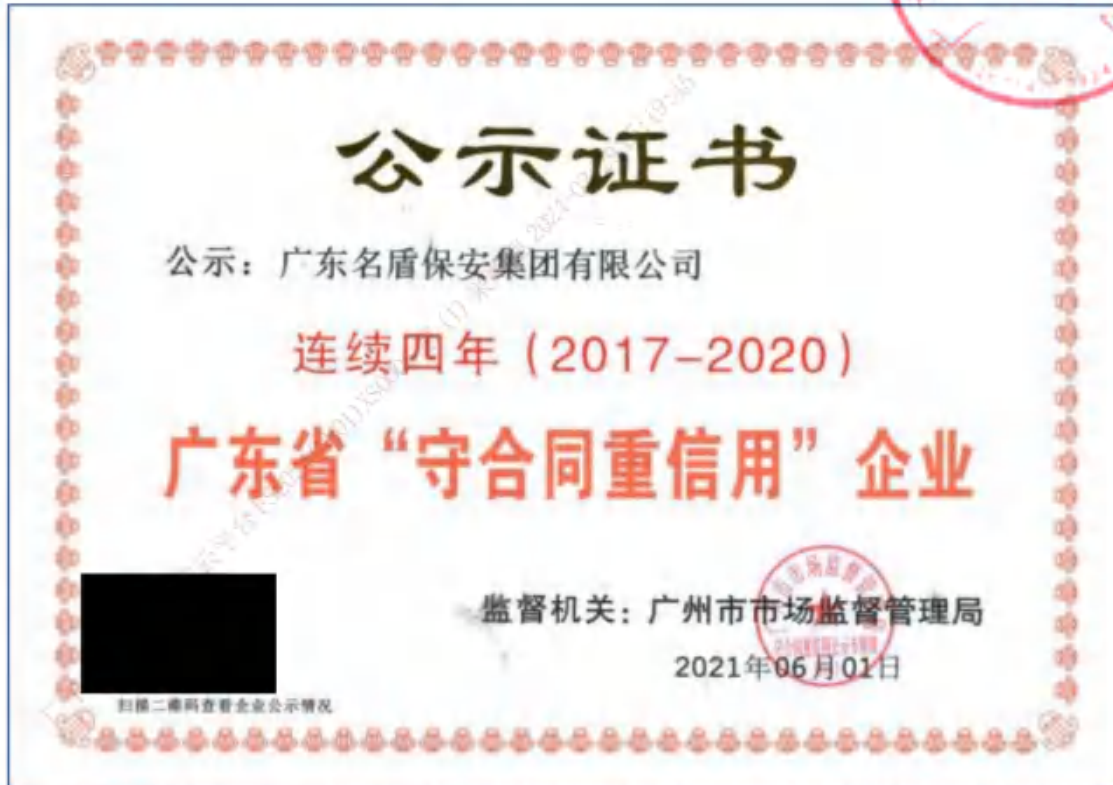 公示证书
公示：广东名盾保安集团有限公司
连续四年（2017-2020）
广东省“守合同重信用”企业
监督机关：广州市市场监督管理局
2021年06月01日
扫描二维码查看企业公示情况